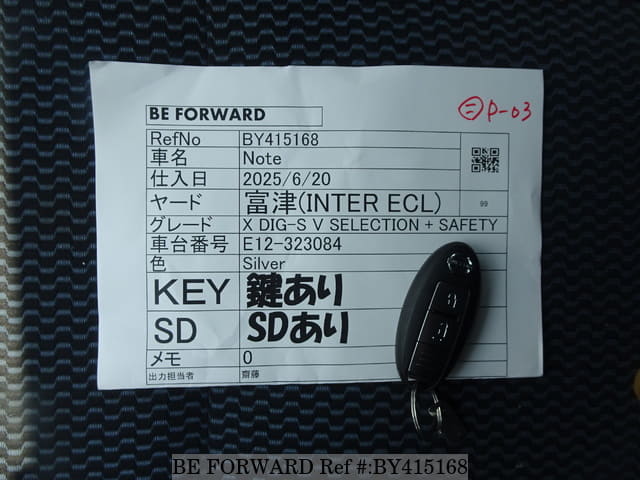 BE FORWARD
㊁ P-03
RefNo BY415168
車名 Note
仕入日 2025/6/20
ヤード 富津(INTER ECL) 99
グレード X DIG-S V SELECTION + SAFETY
車台番号 E12-323084
色 Silver
KEY 鍵あり
SD SDあり
メモ 0
出力担当者 齋藤
BE FORWARD Ref #:BY415168